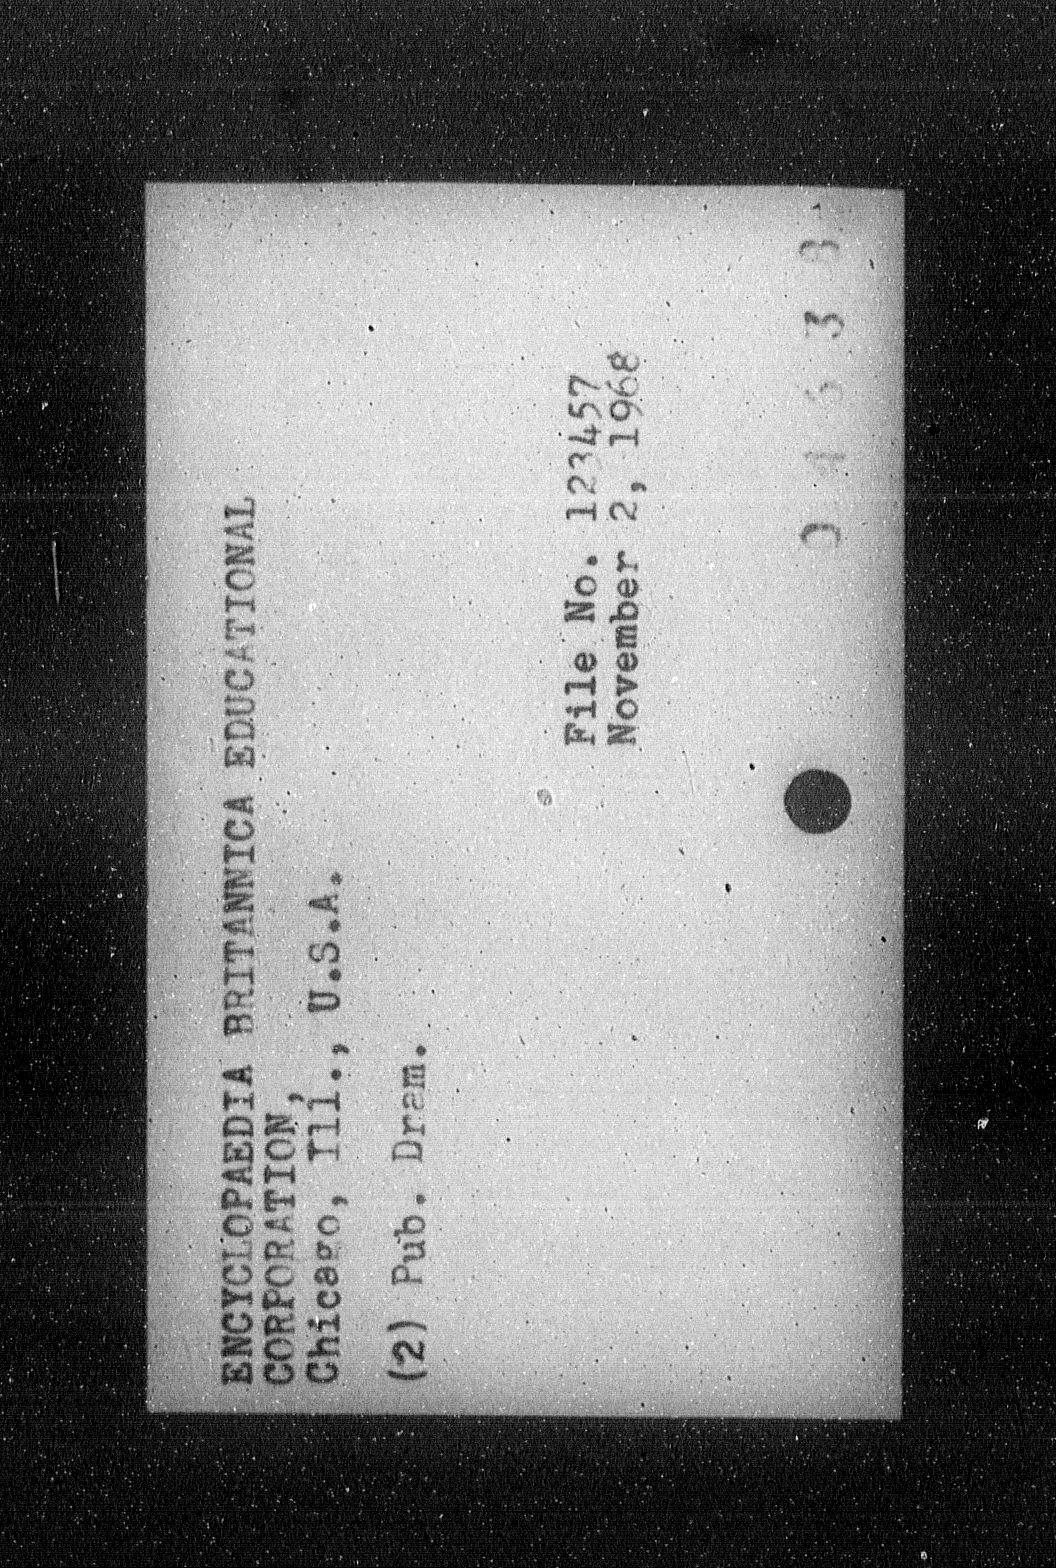 ENCYCLOPAEDIA BRITANNICA EDUCATIONAL
CORPORATION,
Chicago, Ill., U.S.A.
(2) Pub. Dram.
File No. 123457
November 2, 1968